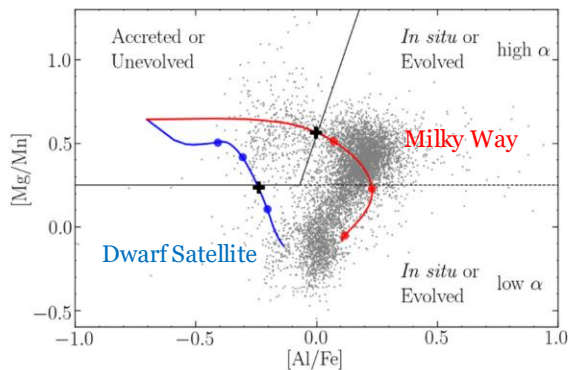 Accreted or
Unevolved
In situ or
Evolved
high α
Milky Way
Dwarf Satellite
In situ or
Evolved
low α
[Mg/Mn]
1.0
0.5
0.0
−0.5
−1.0
−0.5
0.0
0.5
1.0
[Al/Fe]